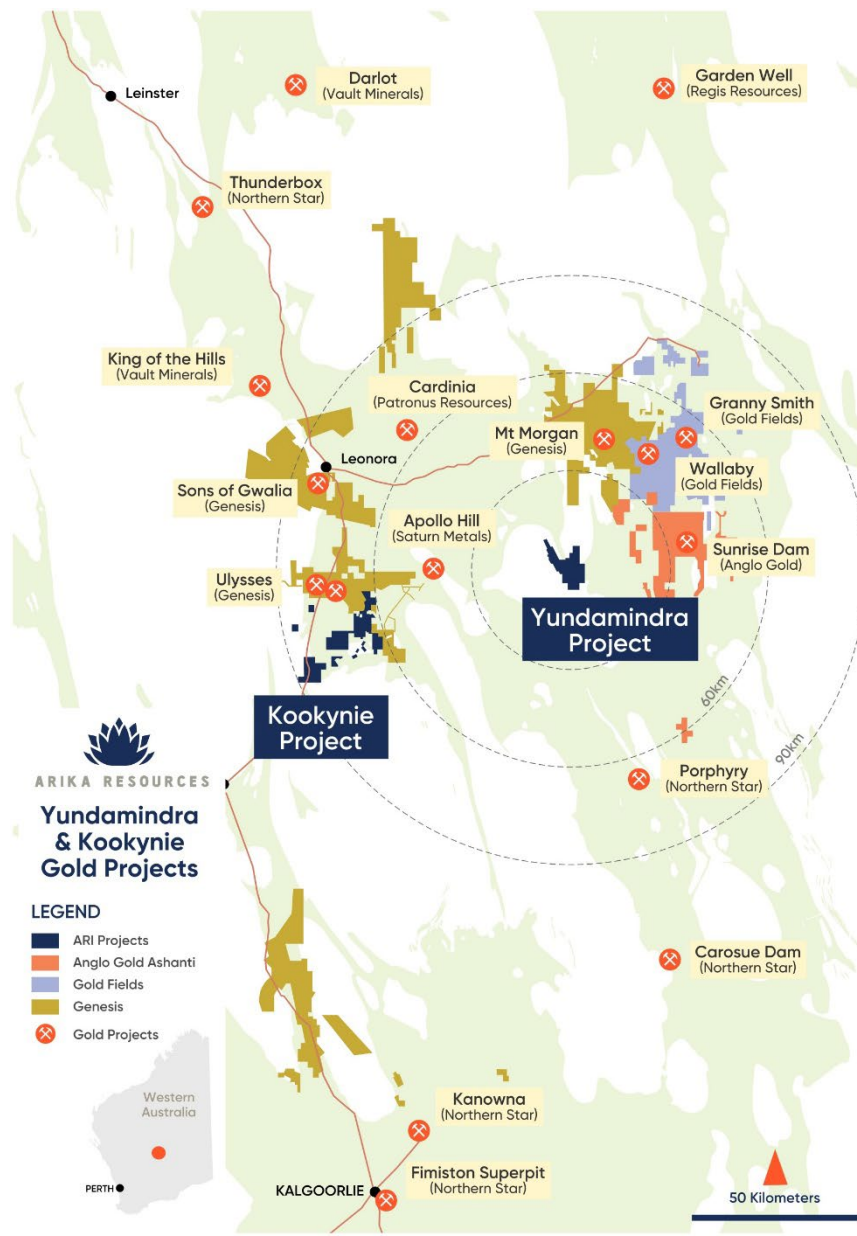 Leinster
Darlot
(Vault Minerals)
Garden Well
(Regis Resources)
Thunderbox
(Northern Star)
King of the Hills
(Vault Minerals)
Cardinia
(Patronus Resources)
Granny Smith
(Gold Fields)
Mt Morgan
(Genesis)
Leonora
Wallaby
(Gold Fields)
Sons of Gwalia
(Genesis)
Apollo Hill
(Saturn Metals)
Sunrise Dam
(Anglo Gold)
Ulysses
(Genesis)
Yundamindra
Project
Kookynie
Project
60km
90km
Porphyry
(Northern Star)
ARIKA RESOURCES
Yundamindra
& Kookynie
Gold Projects
LEGEND
ARI Projects
Anglo Gold Ashanti
Gold Fields
Genesis
Gold Projects
Carosue Dam
(Northern Star)
Western
Australia
PERTH
Kanowna
(Northern Star)
Fimiston Superpit
(Northern Star)
KALGOORLIE
50 Kilometers